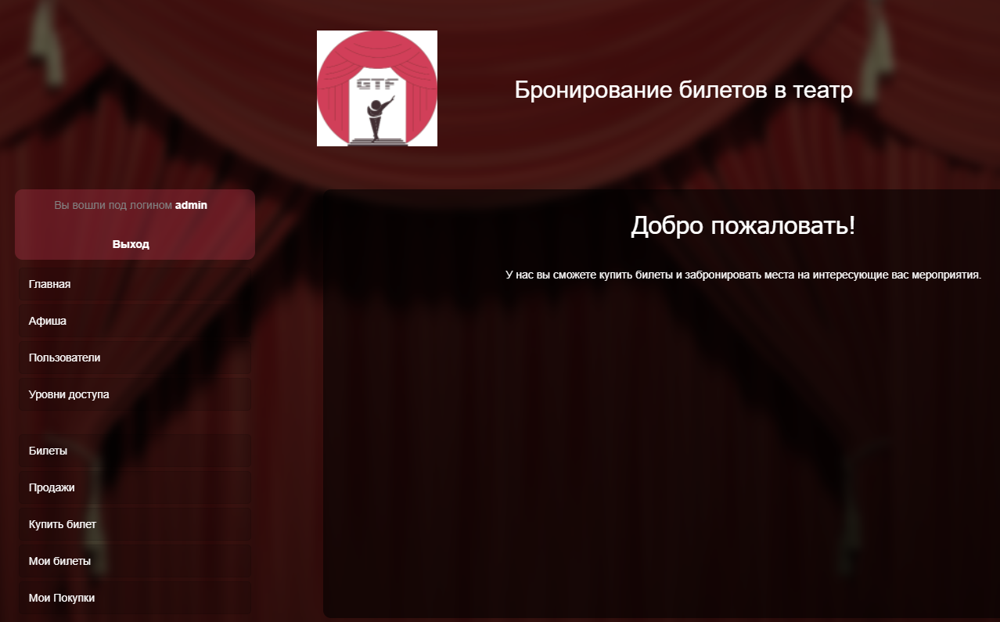 GTF
Бронирование билетов в театр
Вы вошли под логином admin
Выход
Главная
Афиша
Пользователи
Уровни доступа
Билеты
Продажи
Купить билет
Мои билеты
Мои Покупки
Добро пожаловать!
У нас вы сможете купить билеты и забронировать места на интересующие вас мероприятия.